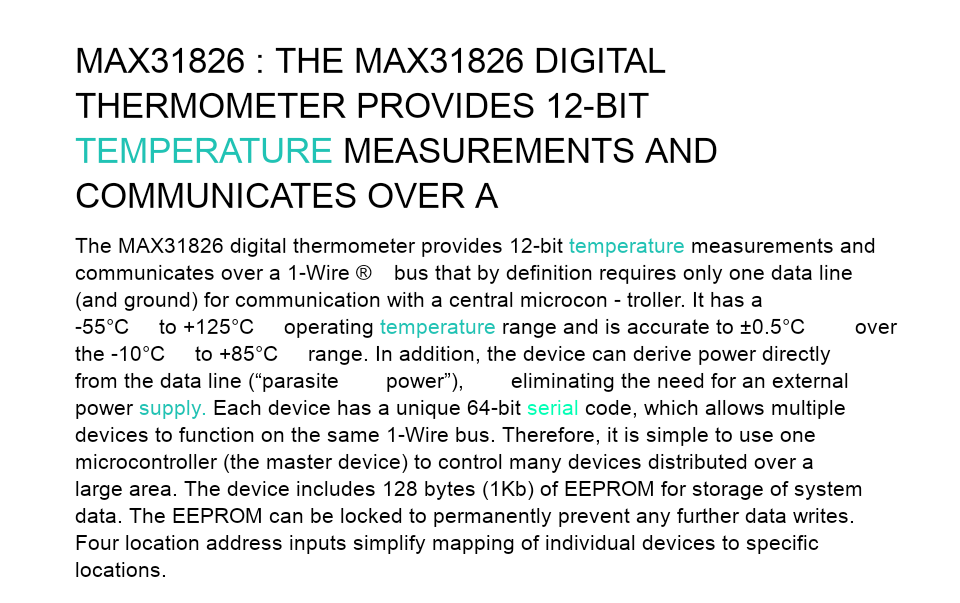 MAX31826 : THE MAX31826 DIGITAL
THERMOMETER PROVIDES 12-BIT
TEMPERATURE MEASUREMENTS AND
COMMUNICATES OVER A
The MAX31826 digital thermometer provides 12-bit temperature measurements and
communicates over a 1-Wire ® bus that by definition requires only one data line
(and ground) for communication with a central microcon - troller. It has a
-55°C to +125°C operating temperature range and is accurate to ±0.5°C over
the -10°C to +85°C range. In addition, the device can derive power directly
from the data line (“parasite power”), eliminating the need for an external
power supply. Each device has a unique 64-bit serial code, which allows multiple
devices to function on the same 1-Wire bus. Therefore, it is simple to use one
microcontroller (the master device) to control many devices distributed over a
large area. The device includes 128 bytes (1Kb) of EEPROM for storage of system
data. The EEPROM can be locked to permanently prevent any further data writes.
Four location address inputs simplify mapping of individual devices to specific
locations.